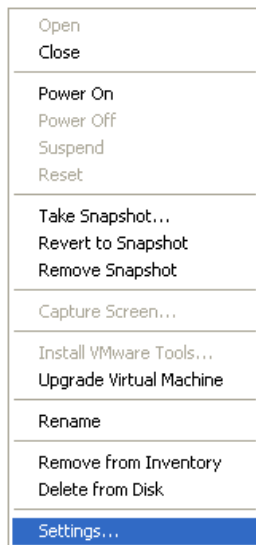 Open
Close
Power On
Power Off
Suspend
Reset
Take Snapshot...
Revert to Snapshot
Remove Snapshot
Capture Screen...
Install VMware Tools...
Upgrade Virtual Machine
Rename
Remove from Inventory
Delete from Disk
Settings...